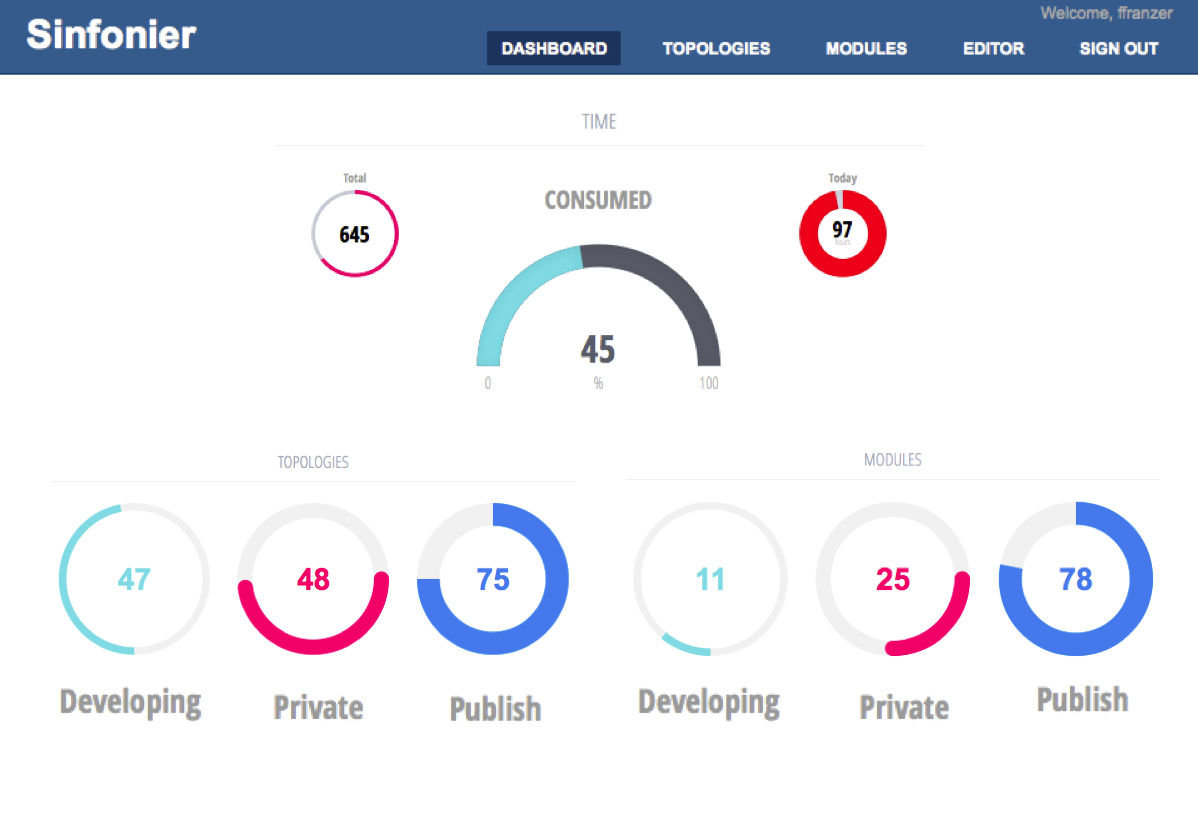 Welcome, ffranzer
Sinfonier
DASHBOARD TOPOLOGIES MODULES EDITOR SIGN OUT
TIME
Total
CONSUMED
Today
645
97
hours
45
0 % 100
TOPOLOGIES
MODULES
47 48 75 11 25 78
Developing Private Publish Developing Private Publish